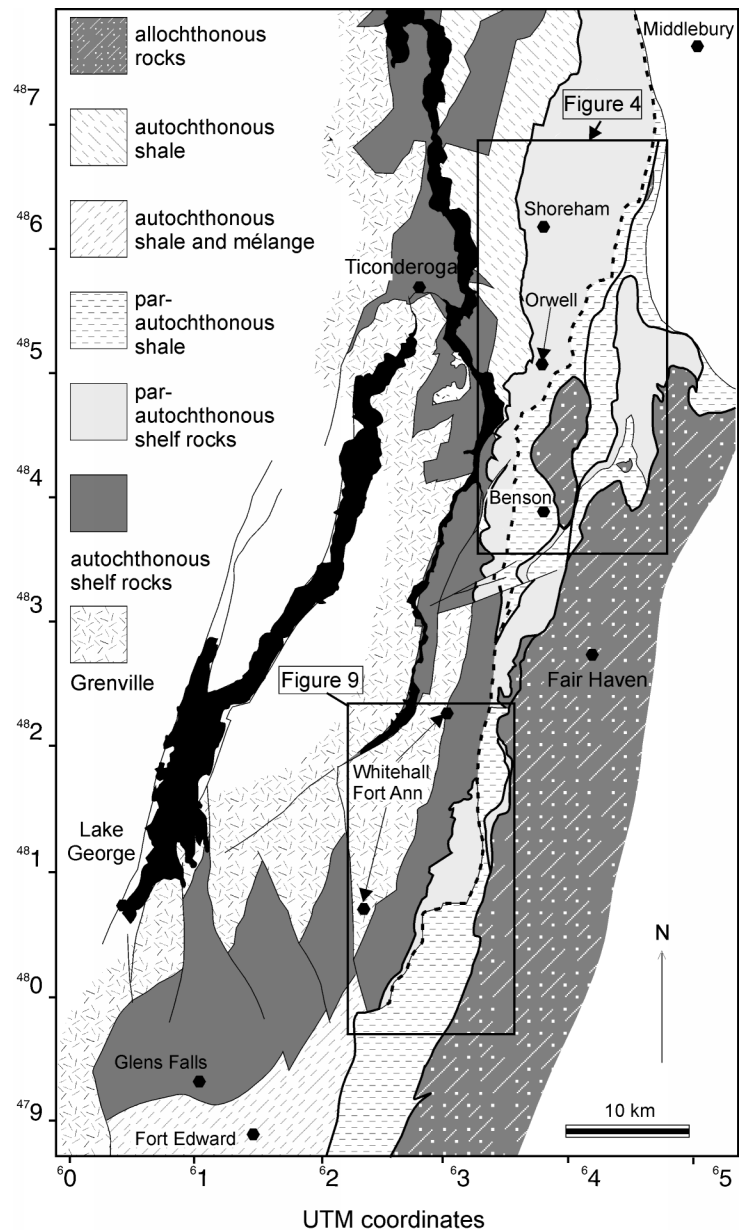 allochthonous
rocks
autochthonous
shale
autochthonous
shale and mélange
par-
autochthonous
shale
par-
autochthonous
shelf rocks
autochthonous
shelf rocks
Grenville
Middlebury
Figure 4
Shoreham
Ticonderoga
Orwell
Benson
Fair Haven
Figure 9
Whitehall
Fort Ann
Lake
George
N
Glens Falls
Fort Edward
10 km
⁴⁸7
⁴⁸6
⁴⁸5
⁴⁸4
⁴⁸3
⁴⁸2
⁴⁸1
⁴⁸0
⁴⁷9
⁶0 ⁶1 ⁶2 ⁶3 ⁶4 ⁶5
UTM coordinates